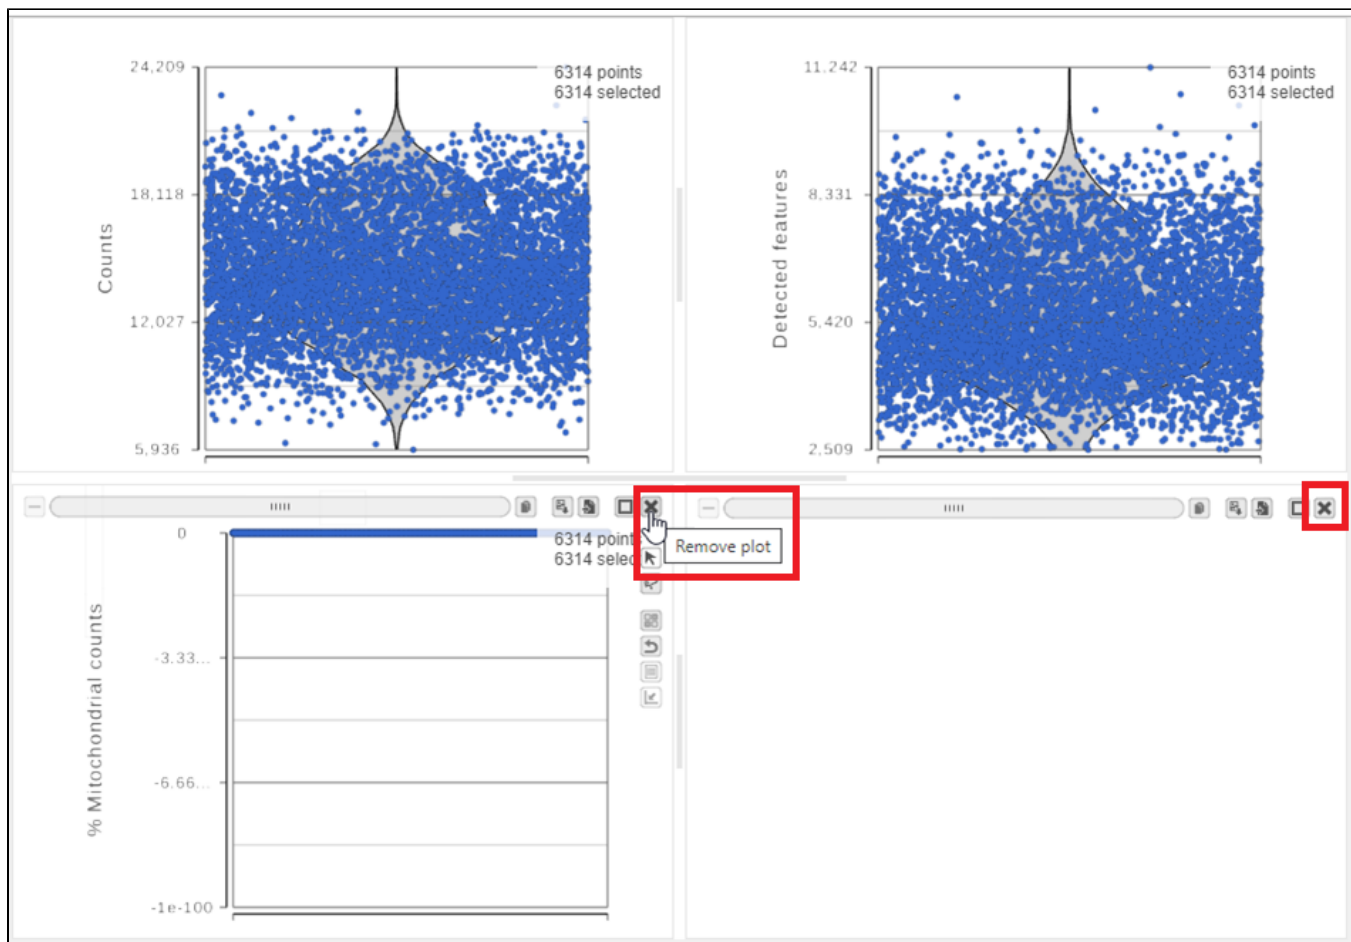 24,209
6314 points
6314 selected
18,118
Counts
12,027
5,936
11,242
6314 points
6314 selected
8,331
Detected features
5,420
2,509
0
6314 point
6314 selec
Remove plot
-3.33...
% Mitochondrial counts
-6.66...
-1e-100